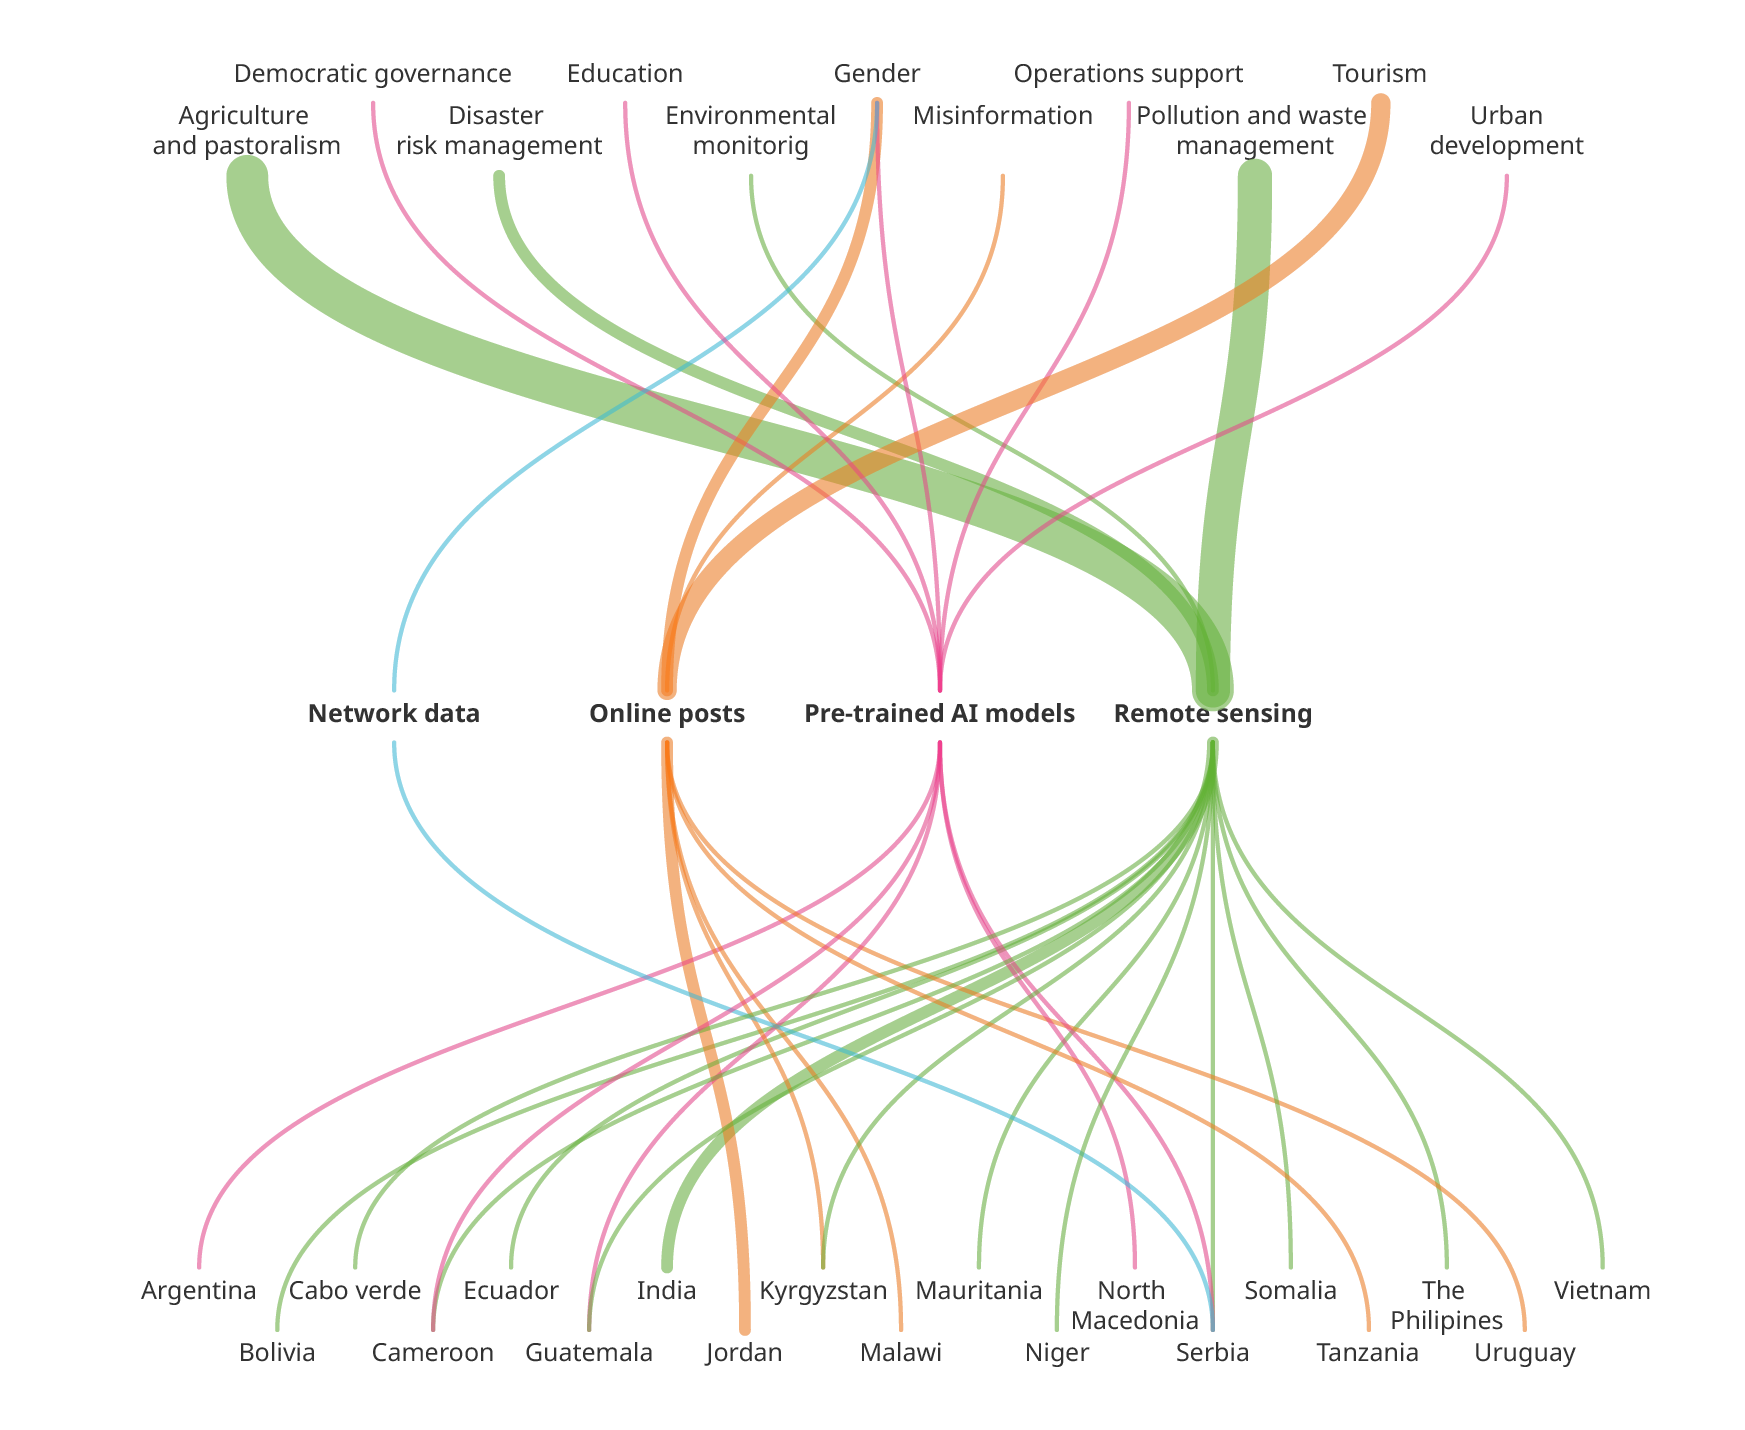 Democratic governance
Education
Gender
Operations support
Tourism
Agriculture
and pastoralism
Disaster
risk management
Environmental
monitorig
Misinformation
Pollution and waste
management
Urban
development
Network data
Online posts
Pre-trained AI models
Remote sensing
Argentina
Cabo verde
Ecuador
India
Kyrgyzstan
Mauritania
North
Macedonia
Somalia
The
Philipines
Vietnam
Bolivia
Cameroon
Guatemala
Jordan
Malawi
Niger
Serbia
Tanzania
Uruguay